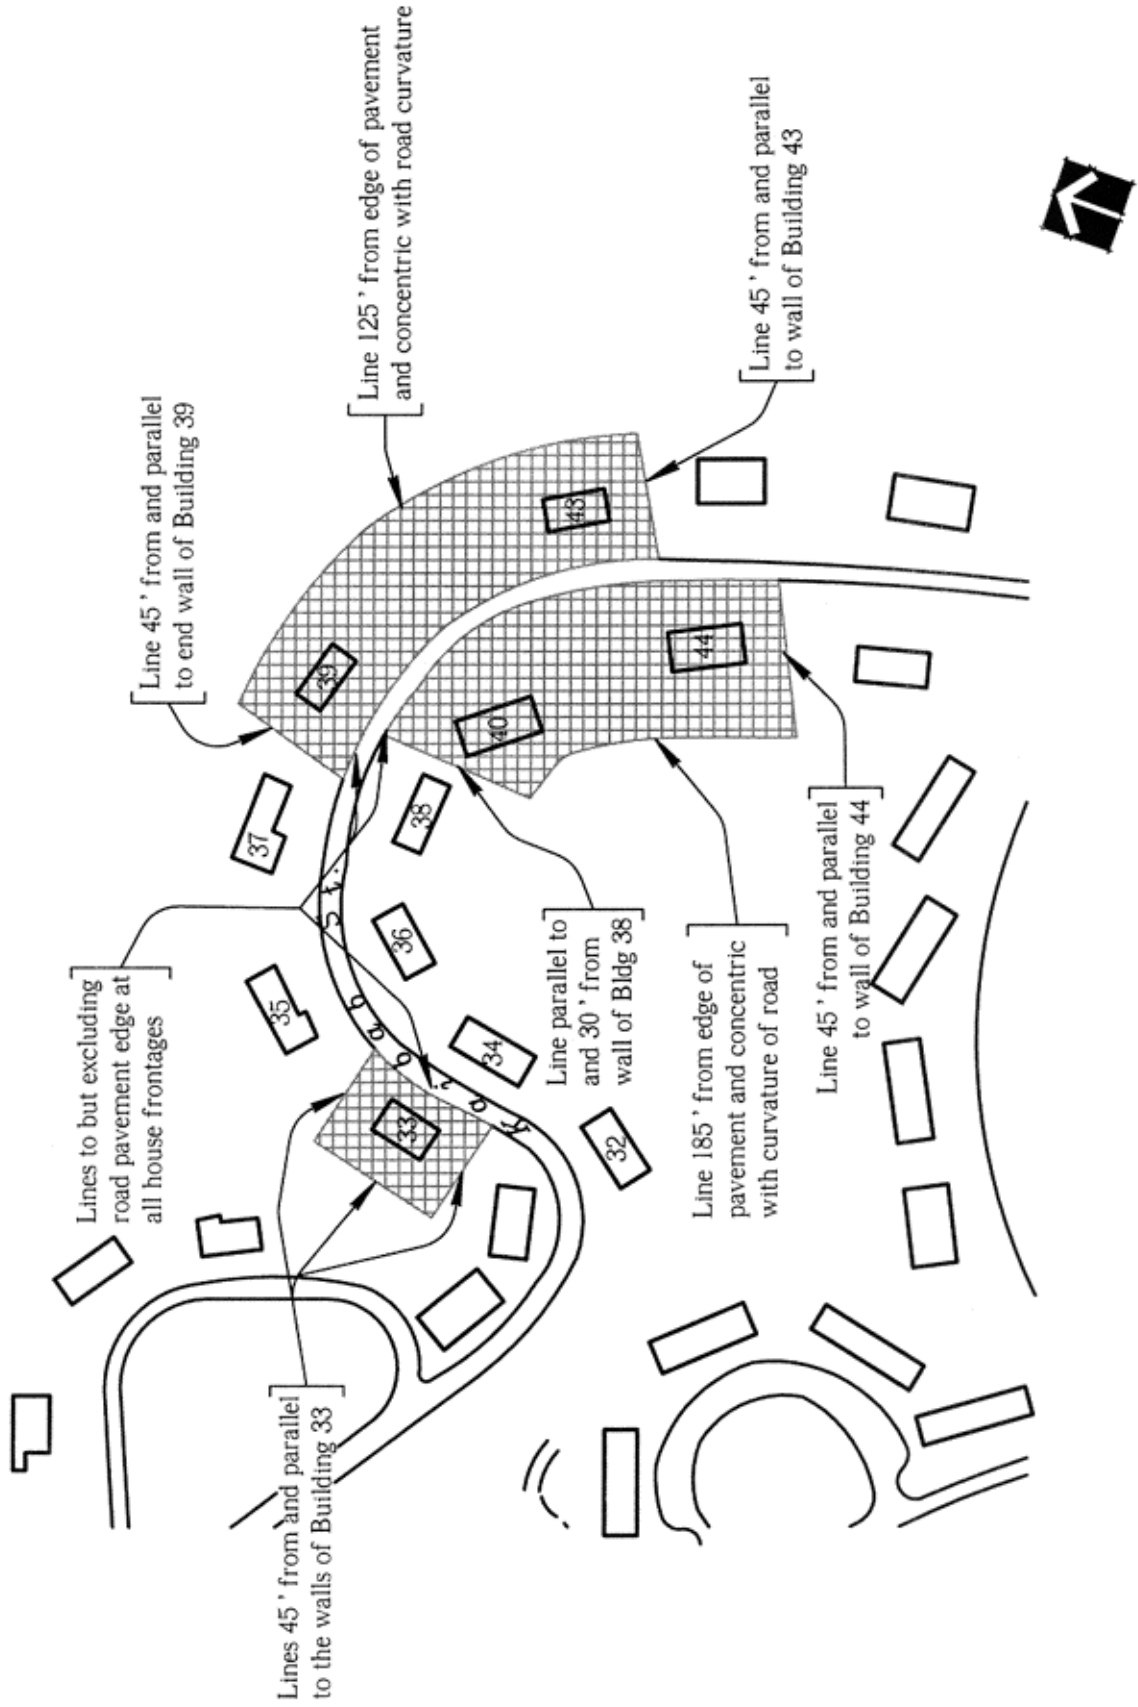 Lines to but excluding
road pavement edge at
all house frontages
Line 45 ' from and parallel
to end wall of Building 39
Lines 45 ' from and parallel
to the walls of Building 33
Line 125 ' from edge of pavement
and concentric with road curvature
37
35
39
St.
33
36
38
34
40
43
32
44
Line parallel to
and 30 ' from
wall of Bldg 38
Line 185 ' from edge of
pavement and concentric
with curvature of road
Line 45 ' from and parallel
to wall of Building 43
Line 45 ' from and parallel
to wall of Building 44